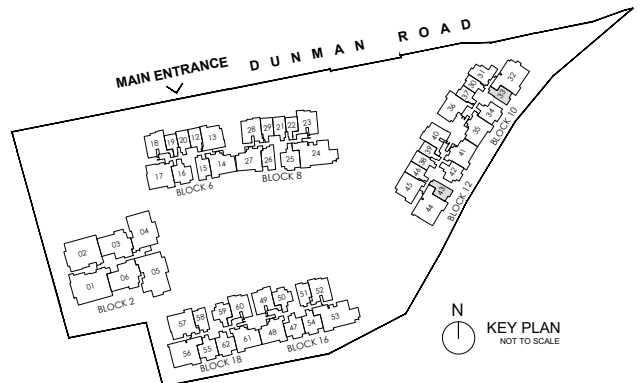 DUNMAN ROAD
MAIN ENTRANCE
18 19 20 12 13
17 16 15 14
BLOCK 6
28 29 21 22 23
27 26 25 24
BLOCK 8
31 32
30 33
37 34
36 35
BLOCK 10
40 41
39 38 42
46 43
45 44
BLOCK 12
02 03 04
01 06 05
BLOCK 2
57 58 59 60
56 55 62 61
BLOCK 18
49 50 51 52
48 47 54 53
BLOCK 16
N
KEY PLAN
NOT TO SCALE